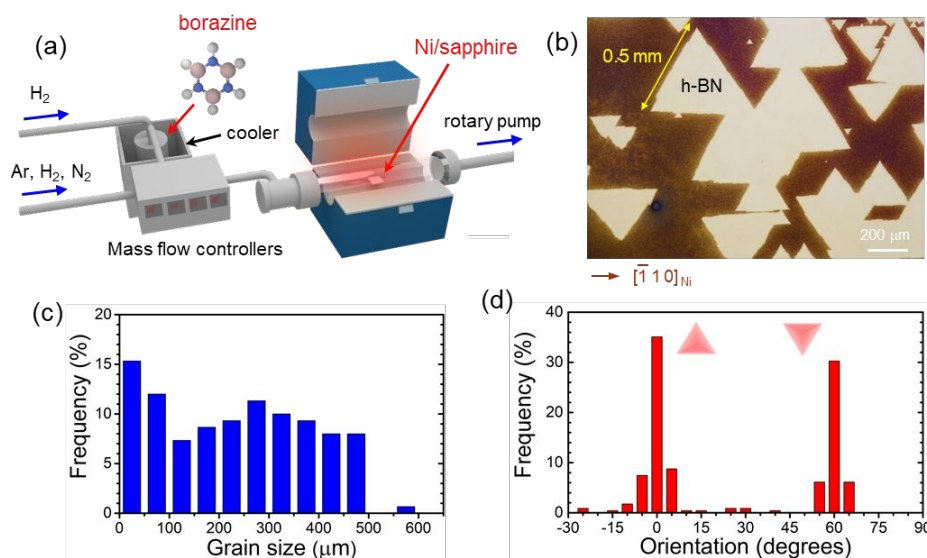 (a)
borazine
H2
cooler
Ar, H2, N2
Mass flow controllers
Ni/sapphire
rotary pump
(b)
0.5 mm
h-BN
200 μm
[1̄ 1 0]Ni
(c)
Frequency (%)
20
15
10
5
0
0 100 200 300 400 500 600
Grain size (μm)
(d)
Frequency (%)
40
30
20
10
0
-30 -15 0 15 30 45 60 75 90
Orientation (degrees)